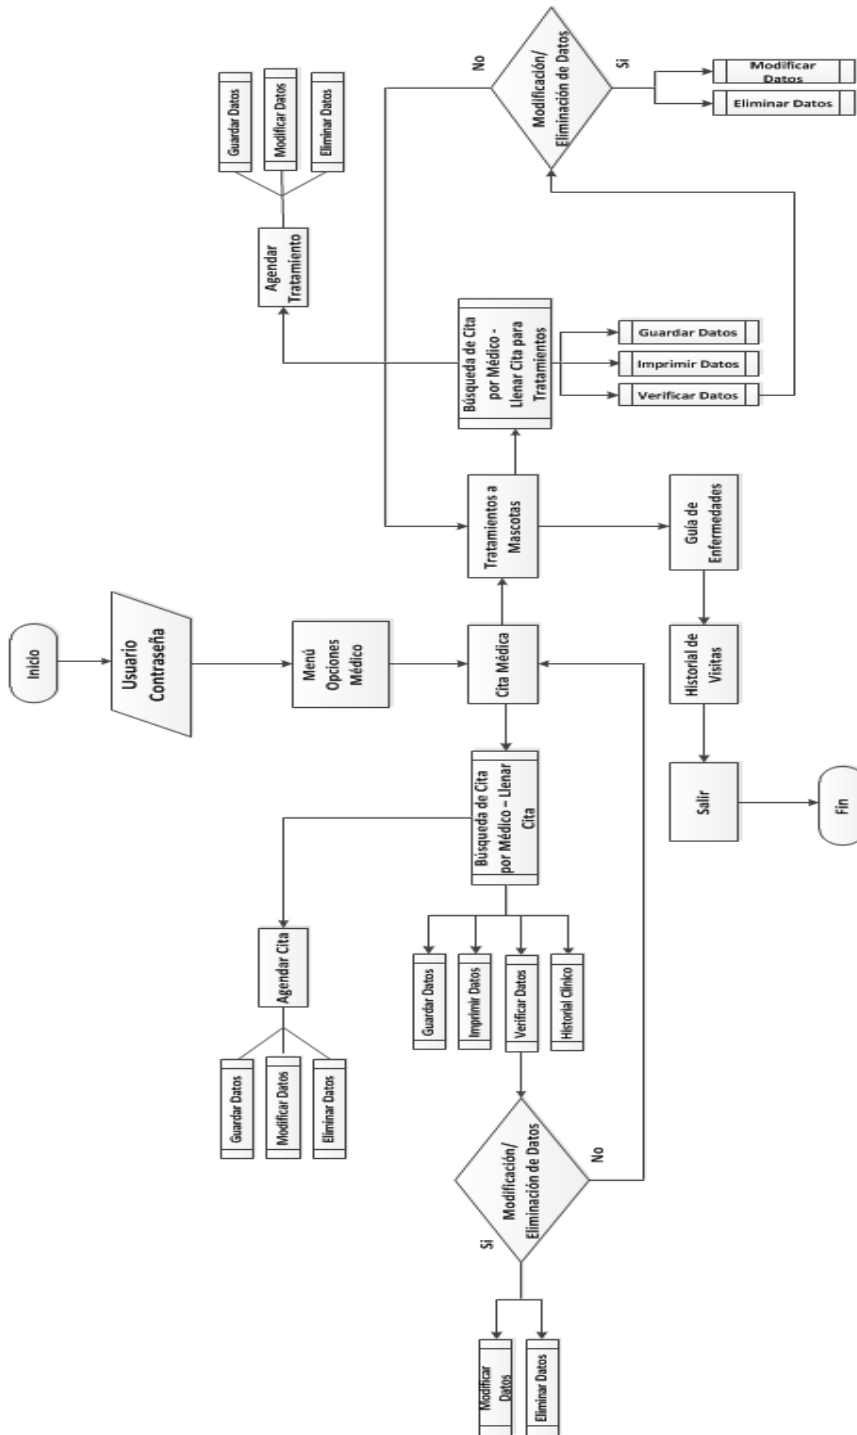 Inicio
Usuario
Contraseña
Menú
Opciones
Médico
Cita Médica
Búsqueda de Cita
por Médico – Llenar
Cita
Agendar Cita
Guardar Datos
Modificar Datos
Eliminar Datos
Guardar Datos
Imprimir Datos
Verificar Datos
Historial Clínico
Modificación/
Eliminación de Datos
Si
No
Modificar
Datos
Eliminar Datos
Tratamientos a
Mascotas
Búsqueda de Cita
por Médico -
Llenar Cita para
Tratamientos
Agendar
Tratamiento
Guardar Datos
Modificar Datos
Eliminar Datos
Guardar Datos
Imprimir Datos
Verificar Datos
Modificación/
Eliminación de Datos
No
Si
Modificar
Datos
Eliminar Datos
Guía de
Enfermedades
Historial de
Visitas
Salir
Fin